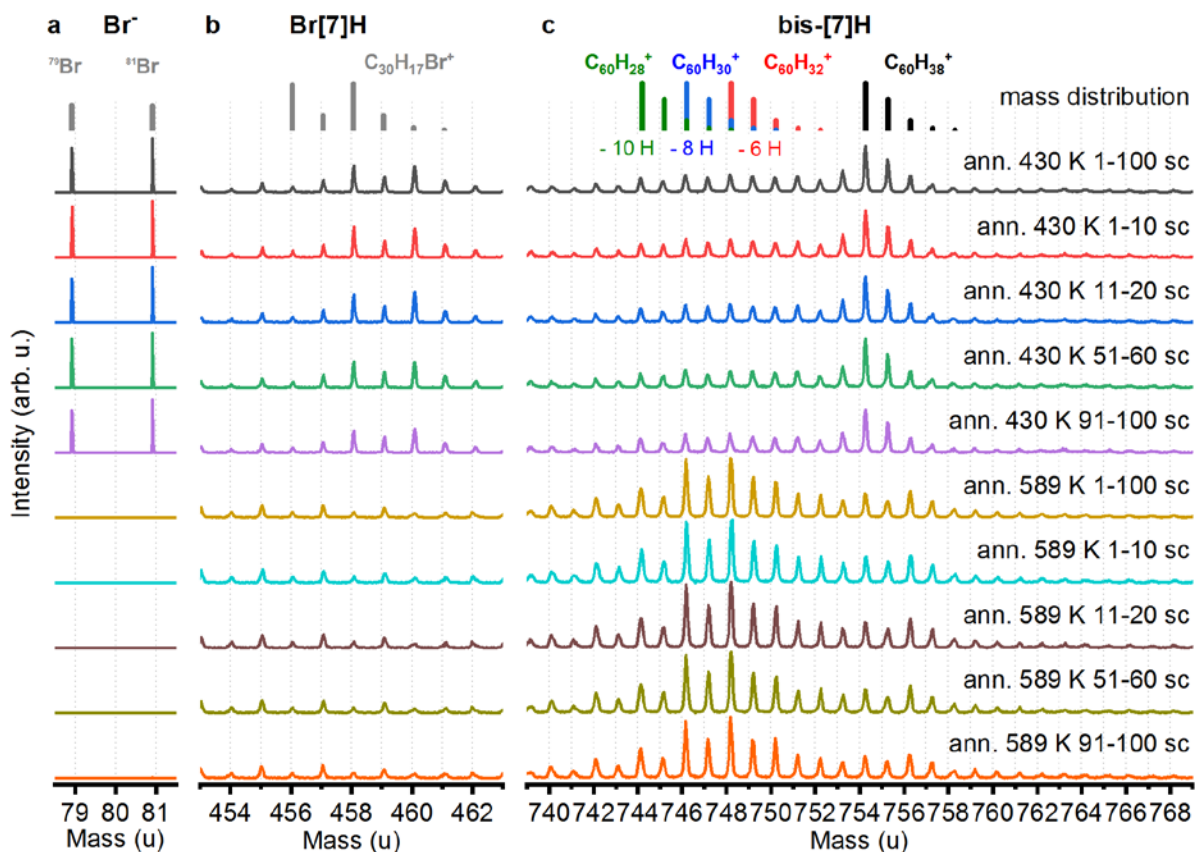 a Br⁻ b Br[7]H c bis-[7]H
⁷⁹Br ⁸¹Br C₃₀H₁₇Br⁺ C₆₀H₂₈⁺ C₆₀H₃₀⁺ C₆₀H₃₂⁺ C₆₀H₃₈⁺
mass distribution
- 10 H - 8 H - 6 H
ann. 430 K 1-100 sc
ann. 430 K 1-10 sc
ann. 430 K 11-20 sc
ann. 430 K 51-60 sc
ann. 430 K 91-100 sc
ann. 589 K 1-100 sc
ann. 589 K 1-10 sc
ann. 589 K 11-20 sc
ann. 589 K 51-60 sc
ann. 589 K 91-100 sc
Intensity (arb. u.)
79 80 81 454 456 458 460 462 740 742 744 746 748 750 752 754 756 758 760 762 764 766 768
Mass (u) Mass (u) Mass (u)